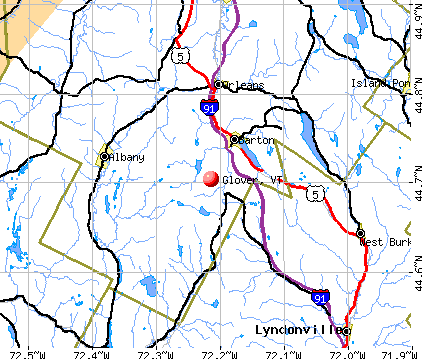 44.9°N
5
Orleans
Island Pon
91
44.8°N
Barton
Albany
44.7°N
Glover, VT
5
West Burk
44.6°N
91
Lyndonville
72.5°W 72.4°W 72.3°W 72.2°W 72.1°W 72.0°W 71.9°W